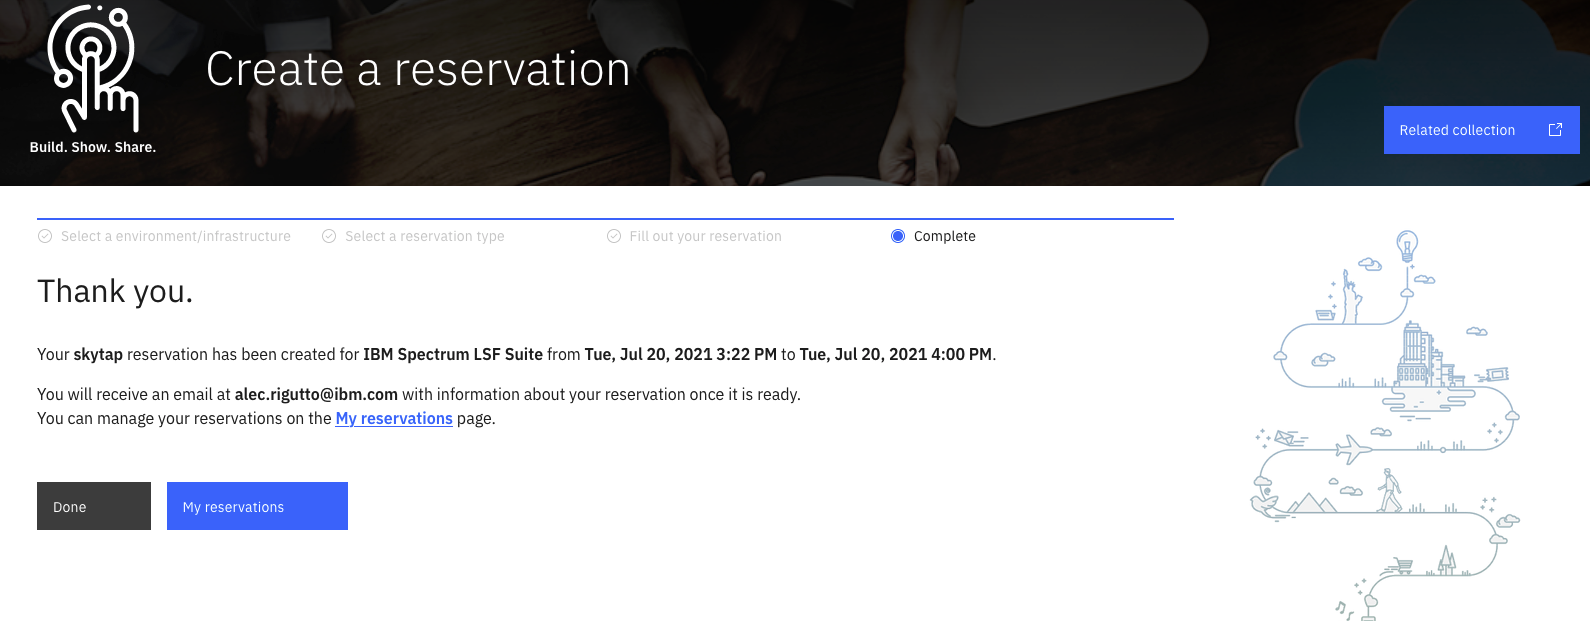 Create a reservation
Build. Show. Share.
Related collection
Select a environment/infrastructure
Select a reservation type
Fill out your reservation
Complete
Thank you.
Your skytap reservation has been created for IBM Spectrum LSF Suite from Tue, Jul 20, 2021 3:22 PM to Tue, Jul 20, 2021 4:00 PM.
You will receive an email at alec.rigutto@ibm.com with information about your reservation once it is ready.
You can manage your reservations on the My reservations page.
Done
My reservations